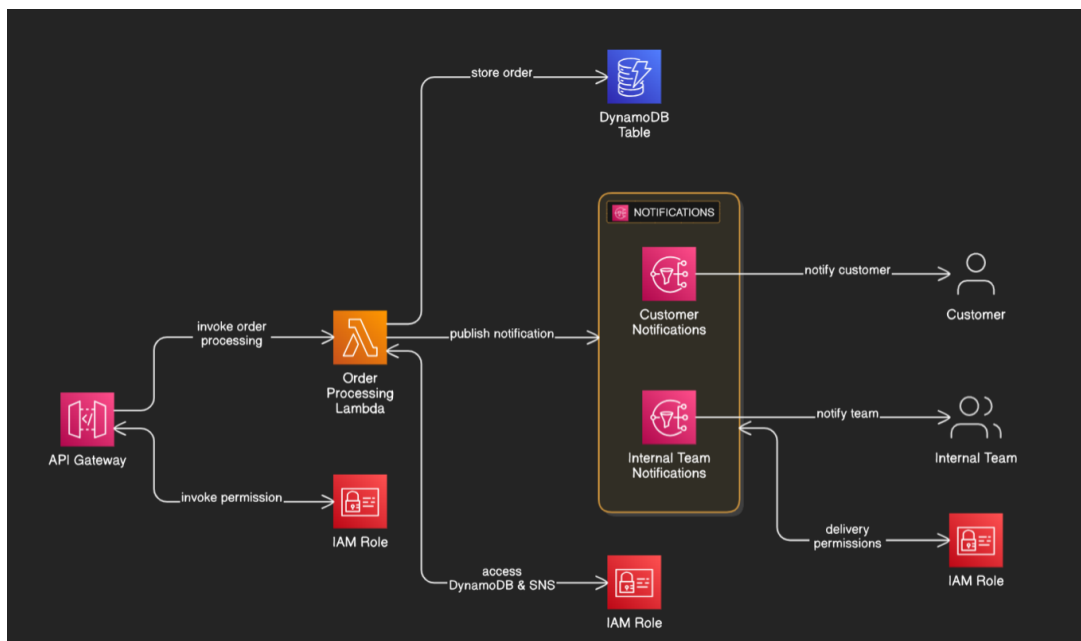 store order
DynamoDB
Table
NOTIFICATIONS
notify customer
Customer
Notifications
Customer
invoke order
processing
publish notification
Order
Processing
Lambda
API Gateway
notify team
Internal Team
Notifications
Internal Team
invoke permission
IAM Role
delivery
permissions
access
DynamoDB & SNS
IAM Role
IAM Role